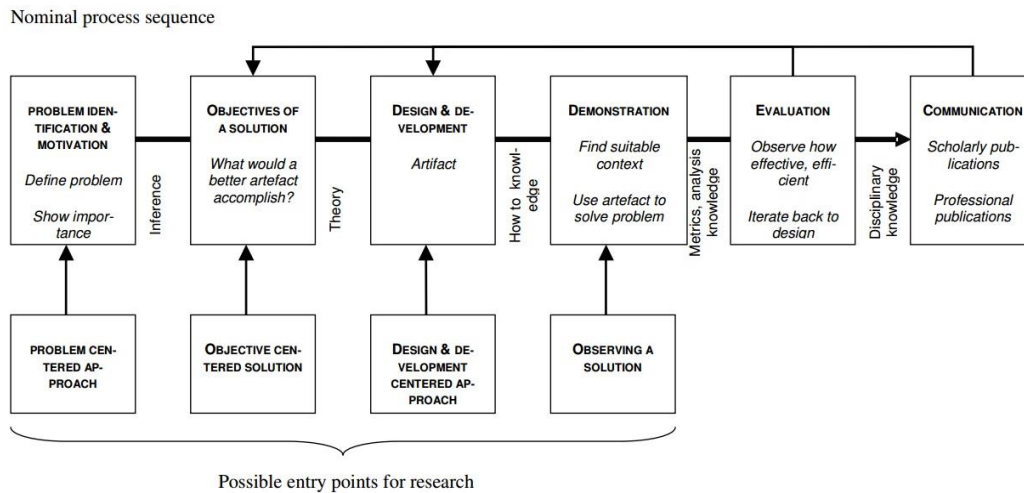 Nominal process sequence
PROBLEM IDEN-
TIFICATION &
MOTIVATION
Define problem
Show impor-
tance
Inference
OBJECTIVES OF
A SOLUTION
What would a
better artefact
accomplish?
Theory
DESIGN & DE-
VELOPMENT
Artifact
How to knowl-
edge
DEMONSTRATION
Find suitable
context
Use artefact to
solve problem
Metrics, analysis
knowledge
EVALUATION
Observe how
effective, effi-
cient
Iterate back to
design
Disciplinary
knowledge
COMMUNICATION
Scholarly pub-
lications
Professional
publications
PROBLEM CEN-
TERED AP-
PROACH
OBJECTIVE CEN-
TERED SOLUTION
DESIGN & DE-
VELOPMENT
CENTERED AP-
PROACH
OBSERVING A
SOLUTION
Possible entry points for research